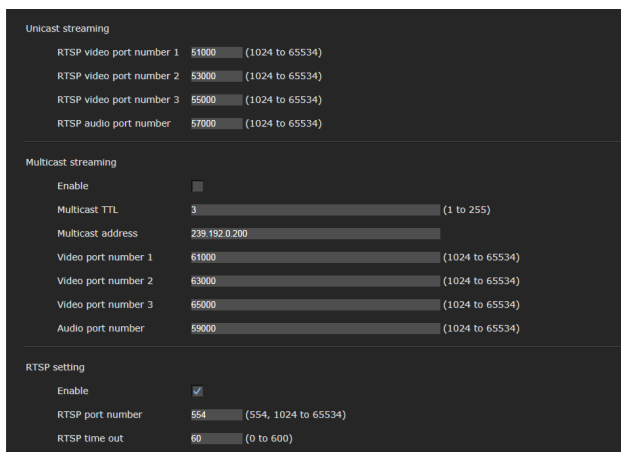 Unicast streaming
RTSP video port number 1 51000 (1024 to 65534)
RTSP video port number 2 53000 (1024 to 65534)
RTSP video port number 3 55000 (1024 to 65534)
RTSP audio port number 57000 (1024 to 65534)
Multicast streaming
Enable
Multicast TTL 3 (1 to 255)
Multicast address 239.192.0.200
Video port number 1 61000 (1024 to 65534)
Video port number 2 63000 (1024 to 65534)
Video port number 3 65000 (1024 to 65534)
Audio port number 59000 (1024 to 65534)
RTSP setting
Enable
RTSP port number 554 (554, 1024 to 65534)
RTSP time out 60 (0 to 600)